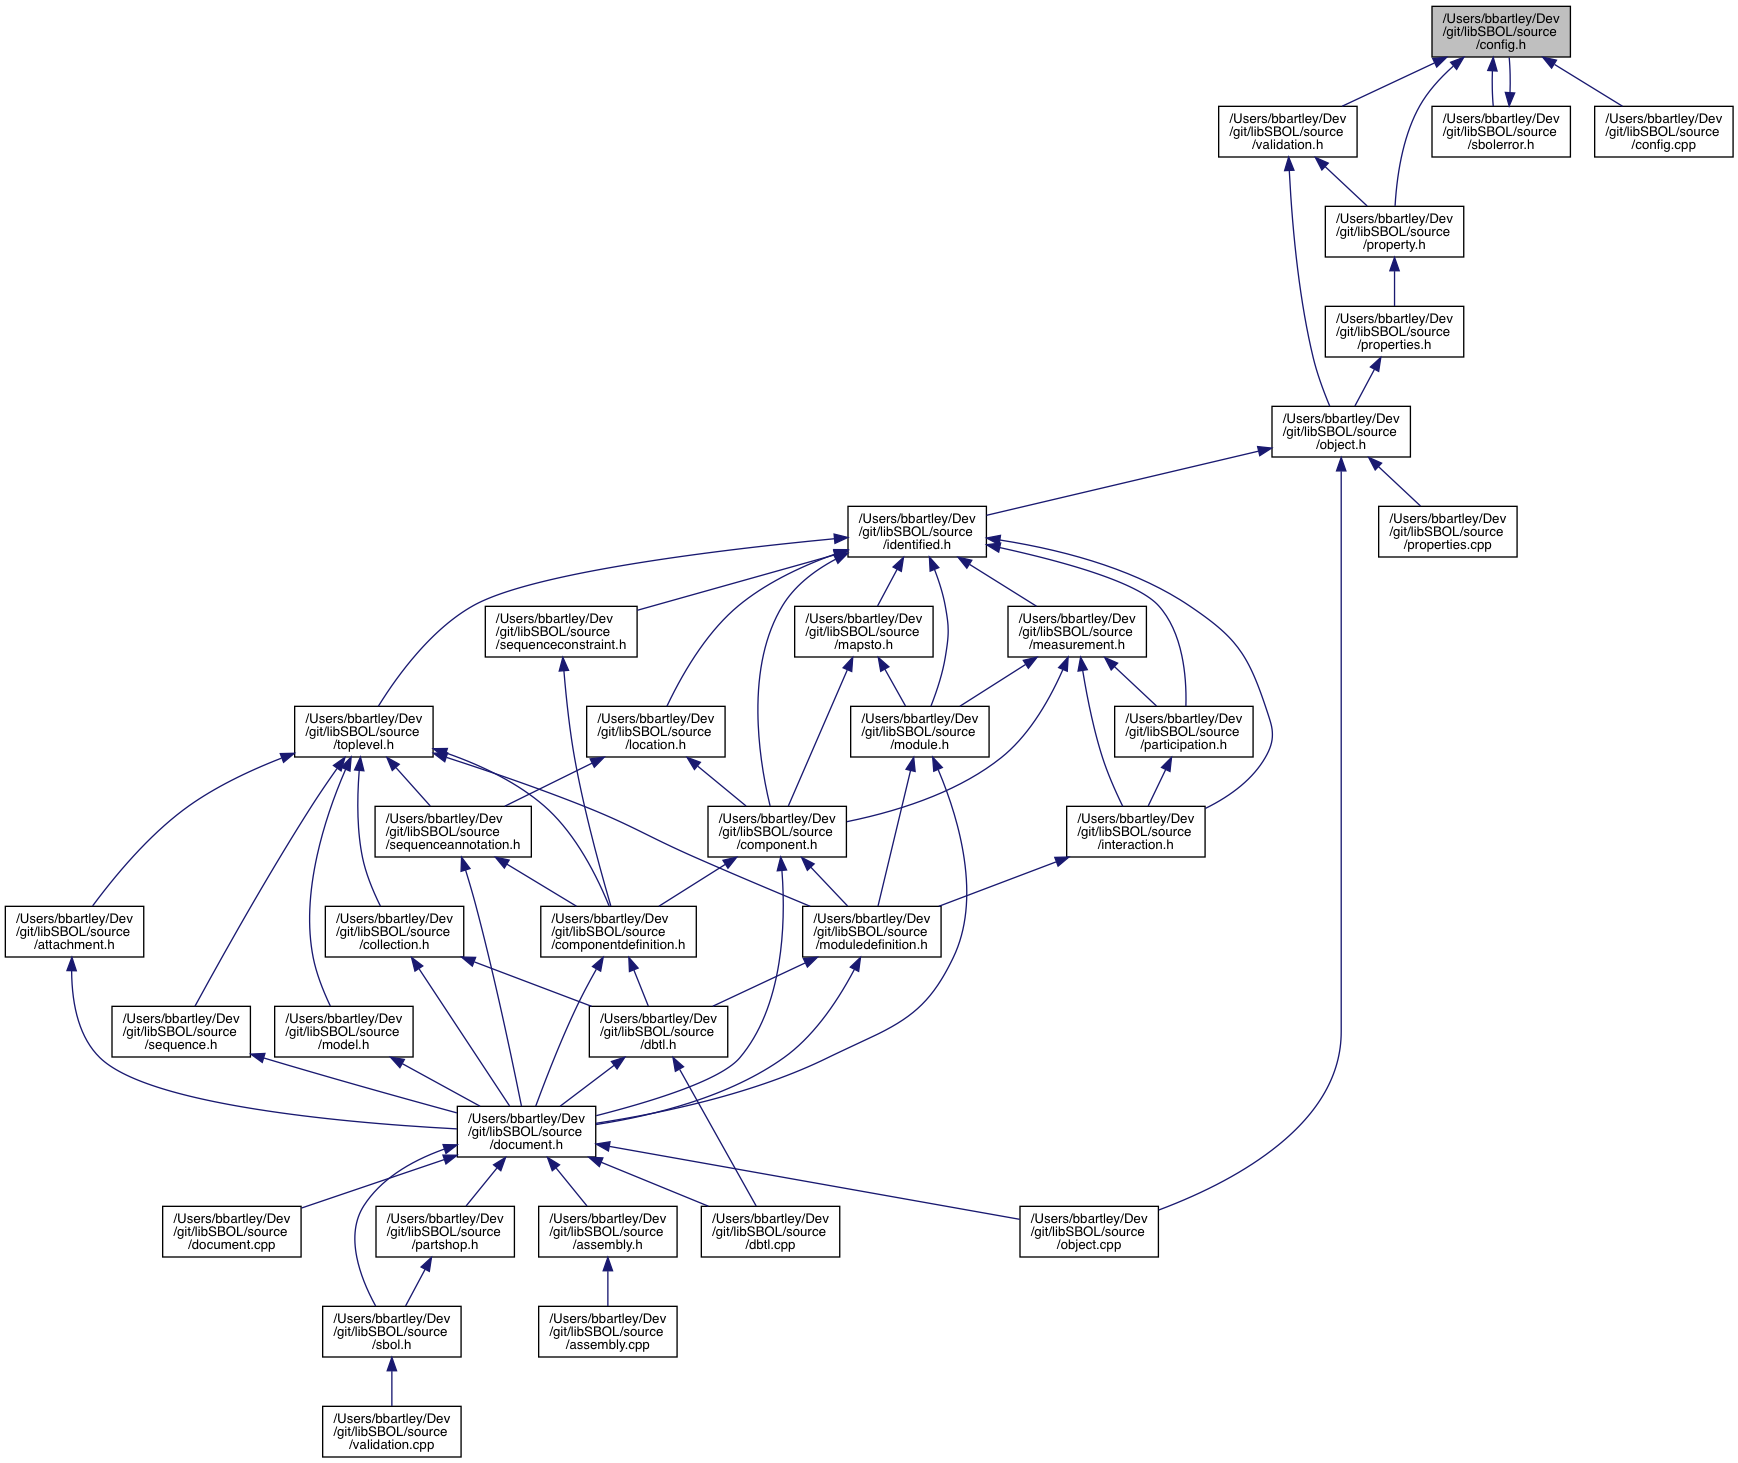 /Users/bbartley/Dev
/git/libSBOL/source
/config.h
/Users/bbartley/Dev
/git/libSBOL/source
/validation.h
/Users/bbartley/Dev
/git/libSBOL/source
/sbolerror.h
/Users/bbartley/Dev
/git/libSBOL/source
/config.cpp
/Users/bbartley/Dev
/git/libSBOL/source
/property.h
/Users/bbartley/Dev
/git/libSBOL/source
/properties.h
/Users/bbartley/Dev
/git/libSBOL/source
/object.h
/Users/bbartley/Dev
/git/libSBOL/source
/identified.h
/Users/bbartley/Dev
/git/libSBOL/source
/properties.cpp
/Users/bbartley/Dev
/git/libSBOL/source
/sequenceconstraint.h
/Users/bbartley/Dev
/git/libSBOL/source
/mapsto.h
/Users/bbartley/Dev
/git/libSBOL/source
/measurement.h
/Users/bbartley/Dev
/git/libSBOL/source
/toplevel.h
/Users/bbartley/Dev
/git/libSBOL/source
/location.h
/Users/bbartley/Dev
/git/libSBOL/source
/module.h
/Users/bbartley/Dev
/git/libSBOL/source
/participation.h
/Users/bbartley/Dev
/git/libSBOL/source
/sequenceannotation.h
/Users/bbartley/Dev
/git/libSBOL/source
/component.h
/Users/bbartley/Dev
/git/libSBOL/source
/interaction.h
/Users/bbartley/Dev
/git/libSBOL/source
/attachment.h
/Users/bbartley/Dev
/git/libSBOL/source
/collection.h
/Users/bbartley/Dev
/git/libSBOL/source
/componentdefinition.h
/Users/bbartley/Dev
/git/libSBOL/source
/moduledefinition.h
/Users/bbartley/Dev
/git/libSBOL/source
/sequence.h
/Users/bbartley/Dev
/git/libSBOL/source
/model.h
/Users/bbartley/Dev
/git/libSBOL/source
/dbtl.h
/Users/bbartley/Dev
/git/libSBOL/source
/document.h
/Users/bbartley/Dev
/git/libSBOL/source
/document.cpp
/Users/bbartley/Dev
/git/libSBOL/source
/partshop.h
/Users/bbartley/Dev
/git/libSBOL/source
/assembly.h
/Users/bbartley/Dev
/git/libSBOL/source
/dbtl.cpp
/Users/bbartley/Dev
/git/libSBOL/source
/object.cpp
/Users/bbartley/Dev
/git/libSBOL/source
/sbol.h
/Users/bbartley/Dev
/git/libSBOL/source
/assembly.cpp
/Users/bbartley/Dev
/git/libSBOL/source
/validation.cpp